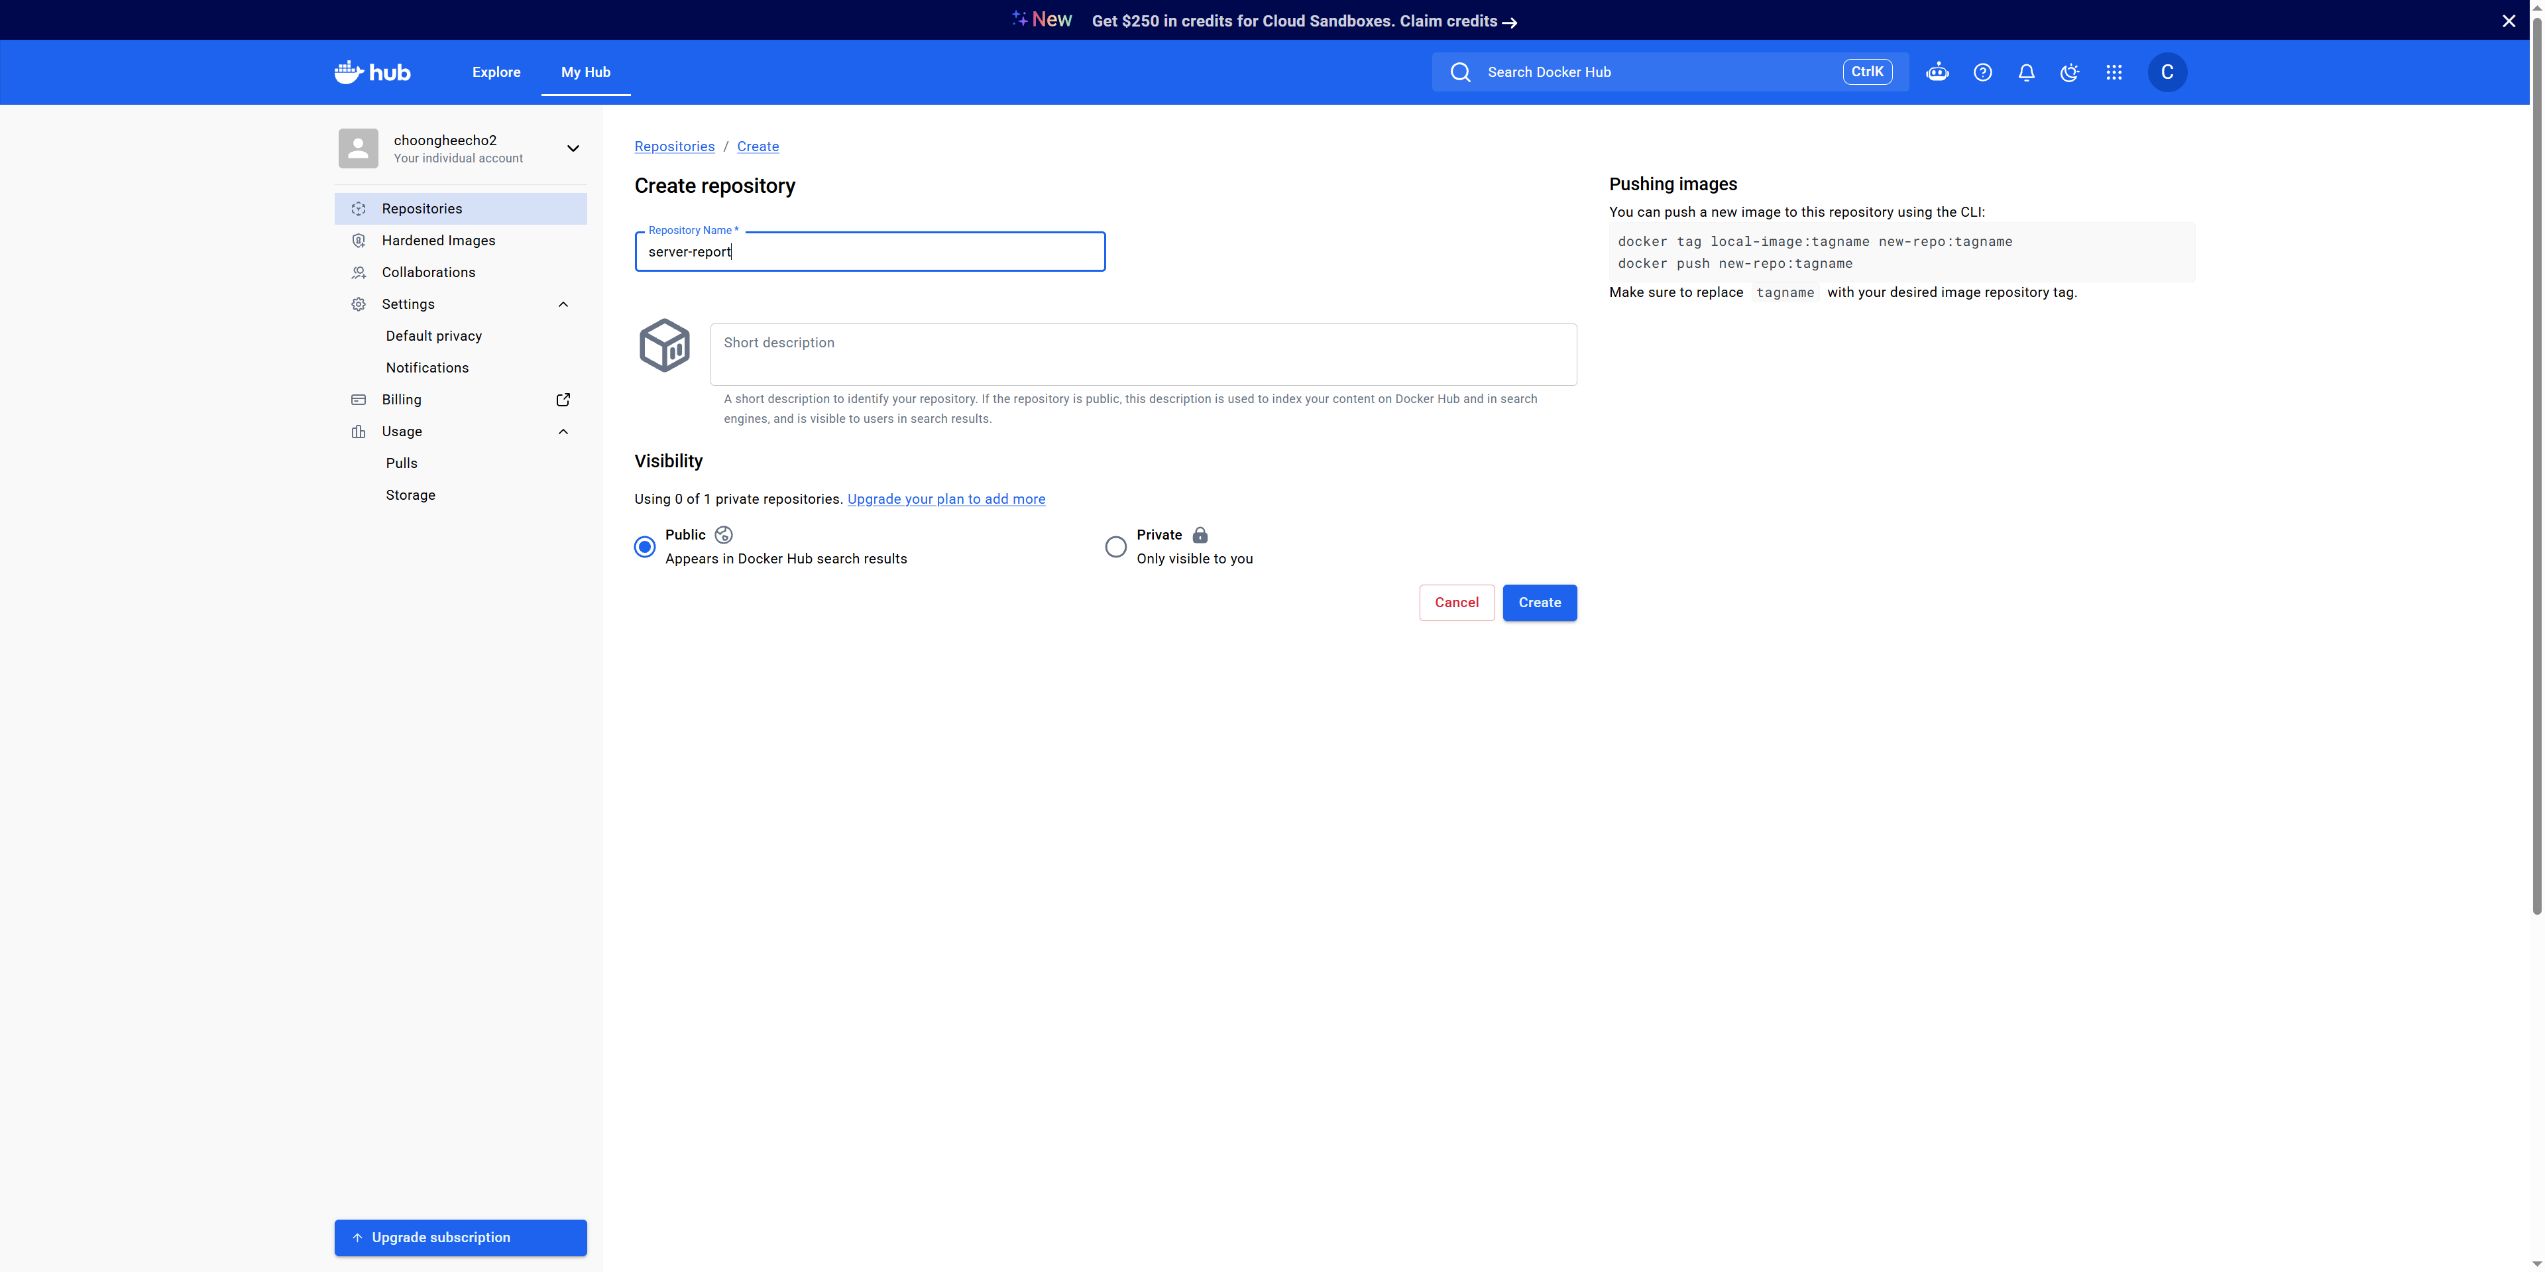 New Get $250 in credits for Cloud Sandboxes. Claim credits →
hub
Explore
My Hub
Search Docker Hub
CtrlK
C
choongheecho2
Your individual account
Repositories
Hardened Images
Collaborations
Settings
Default privacy
Notifications
Billing
Usage
Pulls
Storage
Upgrade subscription
Repositories / Create
Create repository
Repository Name *
server-report
Short description
A short description to identify your repository. If the repository is public, this description is used to index your content on Docker Hub and in search
engines, and is visible to users in search results.
Visibility
Using 0 of 1 private repositories. Upgrade your plan to add more
Public
Appears in Docker Hub search results
Private
Only visible to you
Cancel
Create
Pushing images
You can push a new image to this repository using the CLI:
docker tag local-image:tagname new-repo:tagname
docker push new-repo:tagname
Make sure to replace tagname with your desired image repository tag.